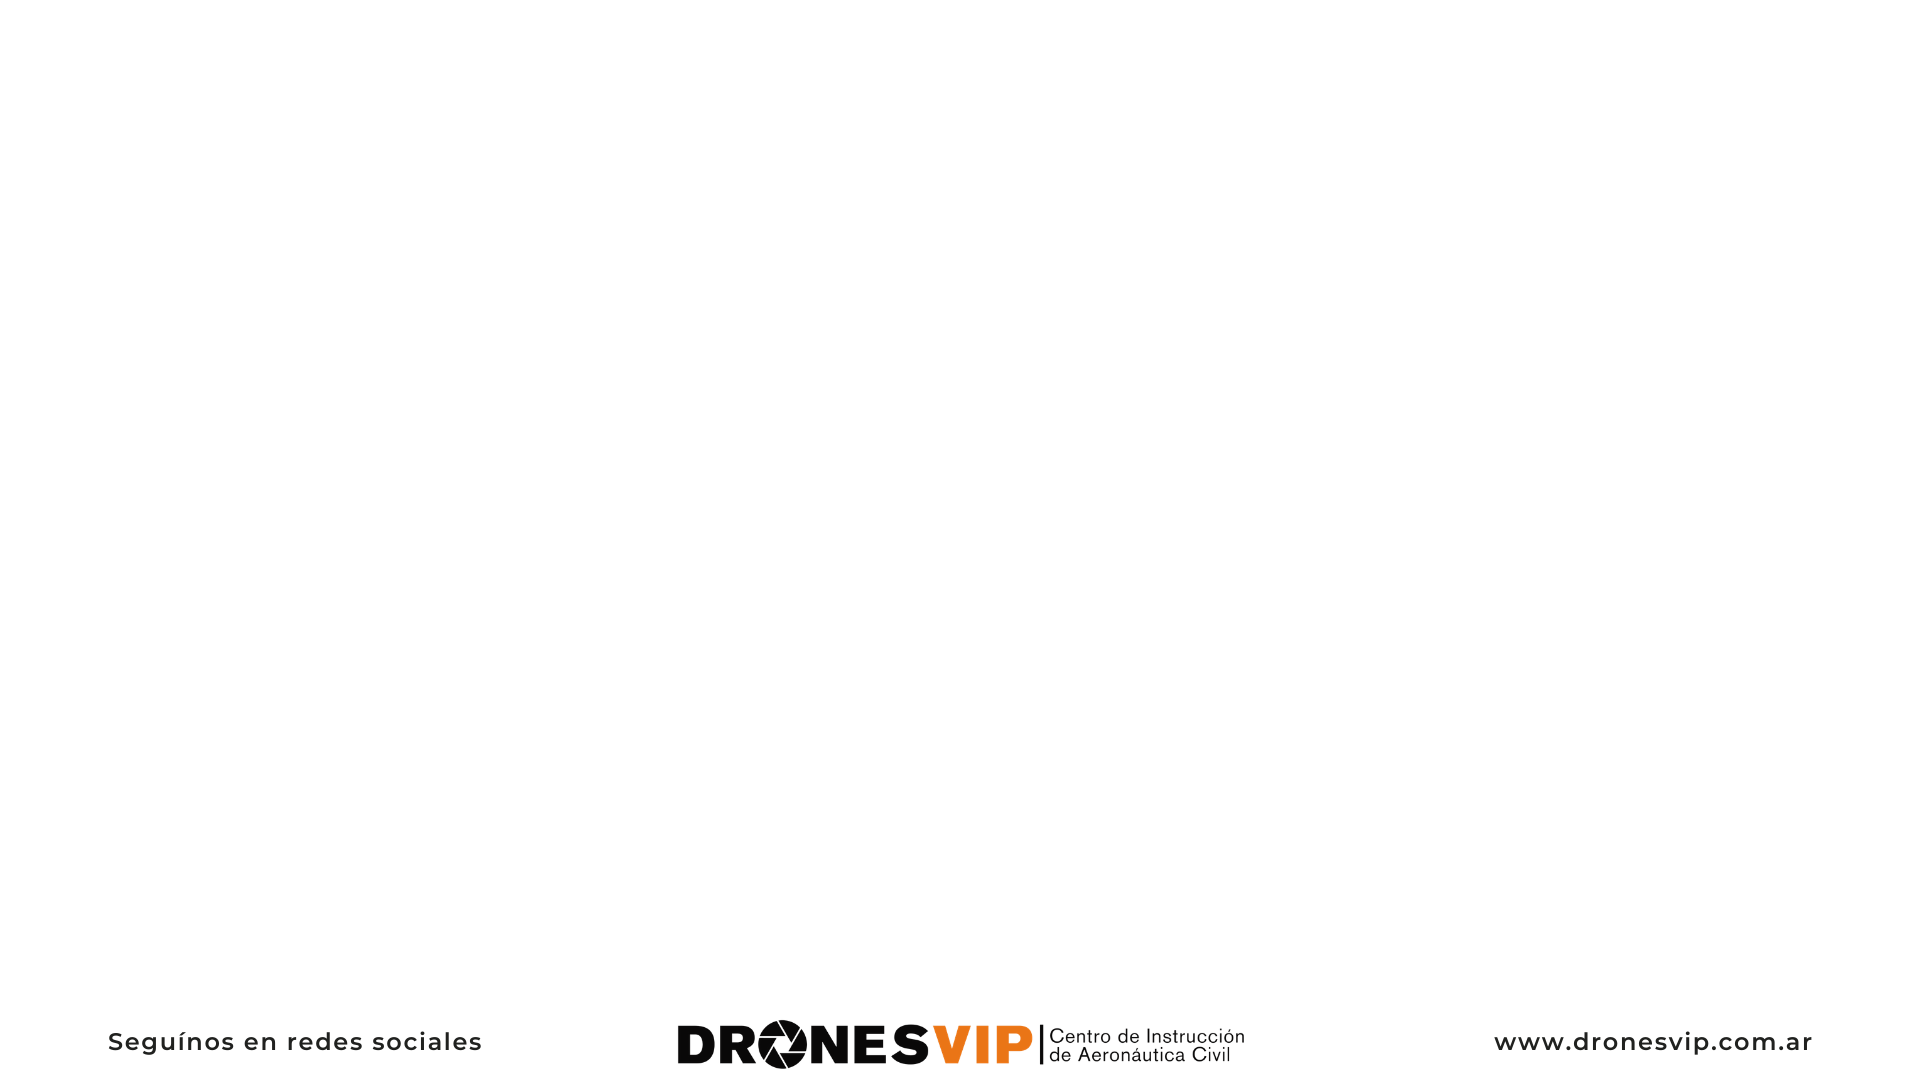 Seguínos en redes sociales
DRONESVIP
Centro de Instrucción
de Aeronáutica Civil
www.dronesvip.com.ar